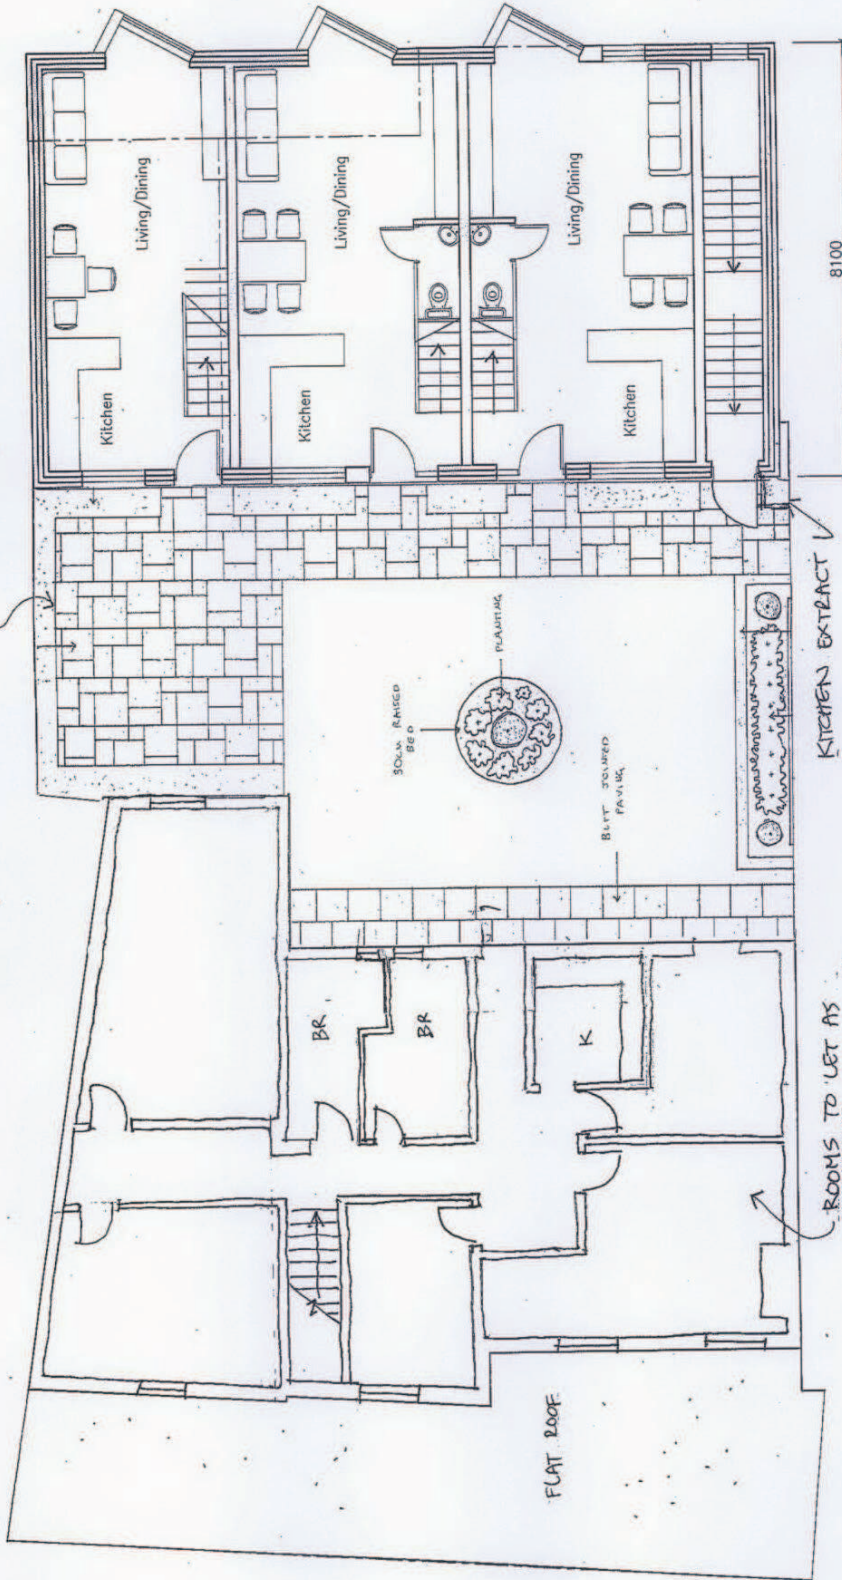 Living/Dining
Living/Dining
Living/Dining
Kitchen
Kitchen
Kitchen
8100
50CM RAISED
BED
PLANTING
BUTT JOINTED
PAVING
KITCHEN EXTRACT
BR
BR
K
ROOMS TO LET AS
FLAT ROOF